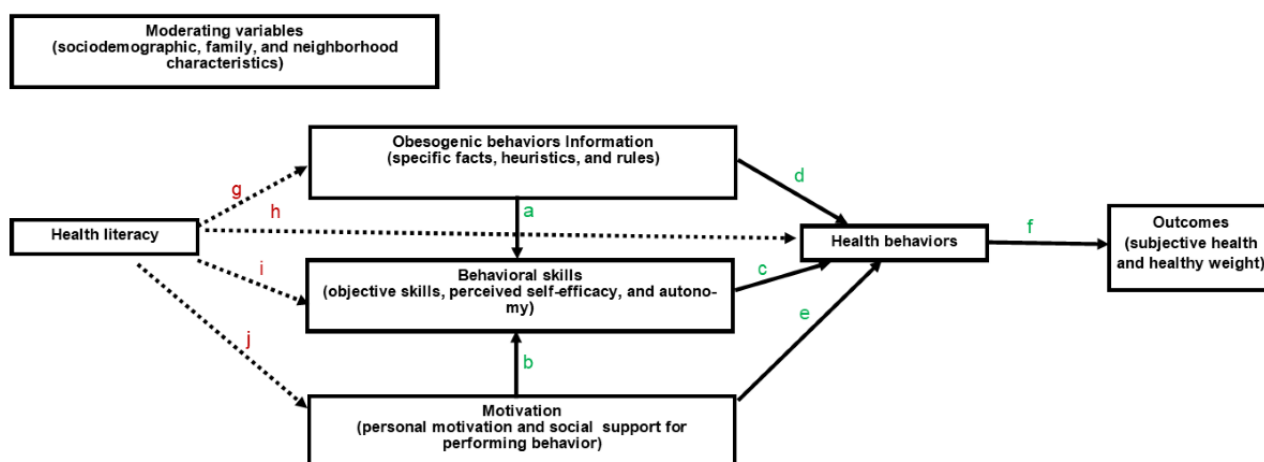 Moderating variables
(sociodemographic, family, and neighborhood
characteristics)
Obesogenic behaviors Information
(specific facts, heuristics, and rules)
g
d
h
a
Health literacy
Health behaviors
f
Outcomes
(subjective health
and healthy weight)
i
Behavioral skills
(objective skills, perceived self-efficacy, and autono-
my)
c
j
e
b
Motivation
(personal motivation and social support for
performing behavior)